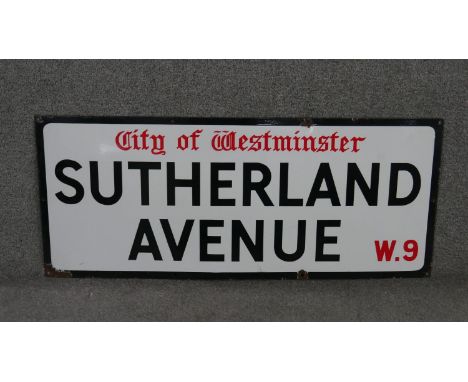 City of Westminster
SUTHERLAND
AVENUE W.9